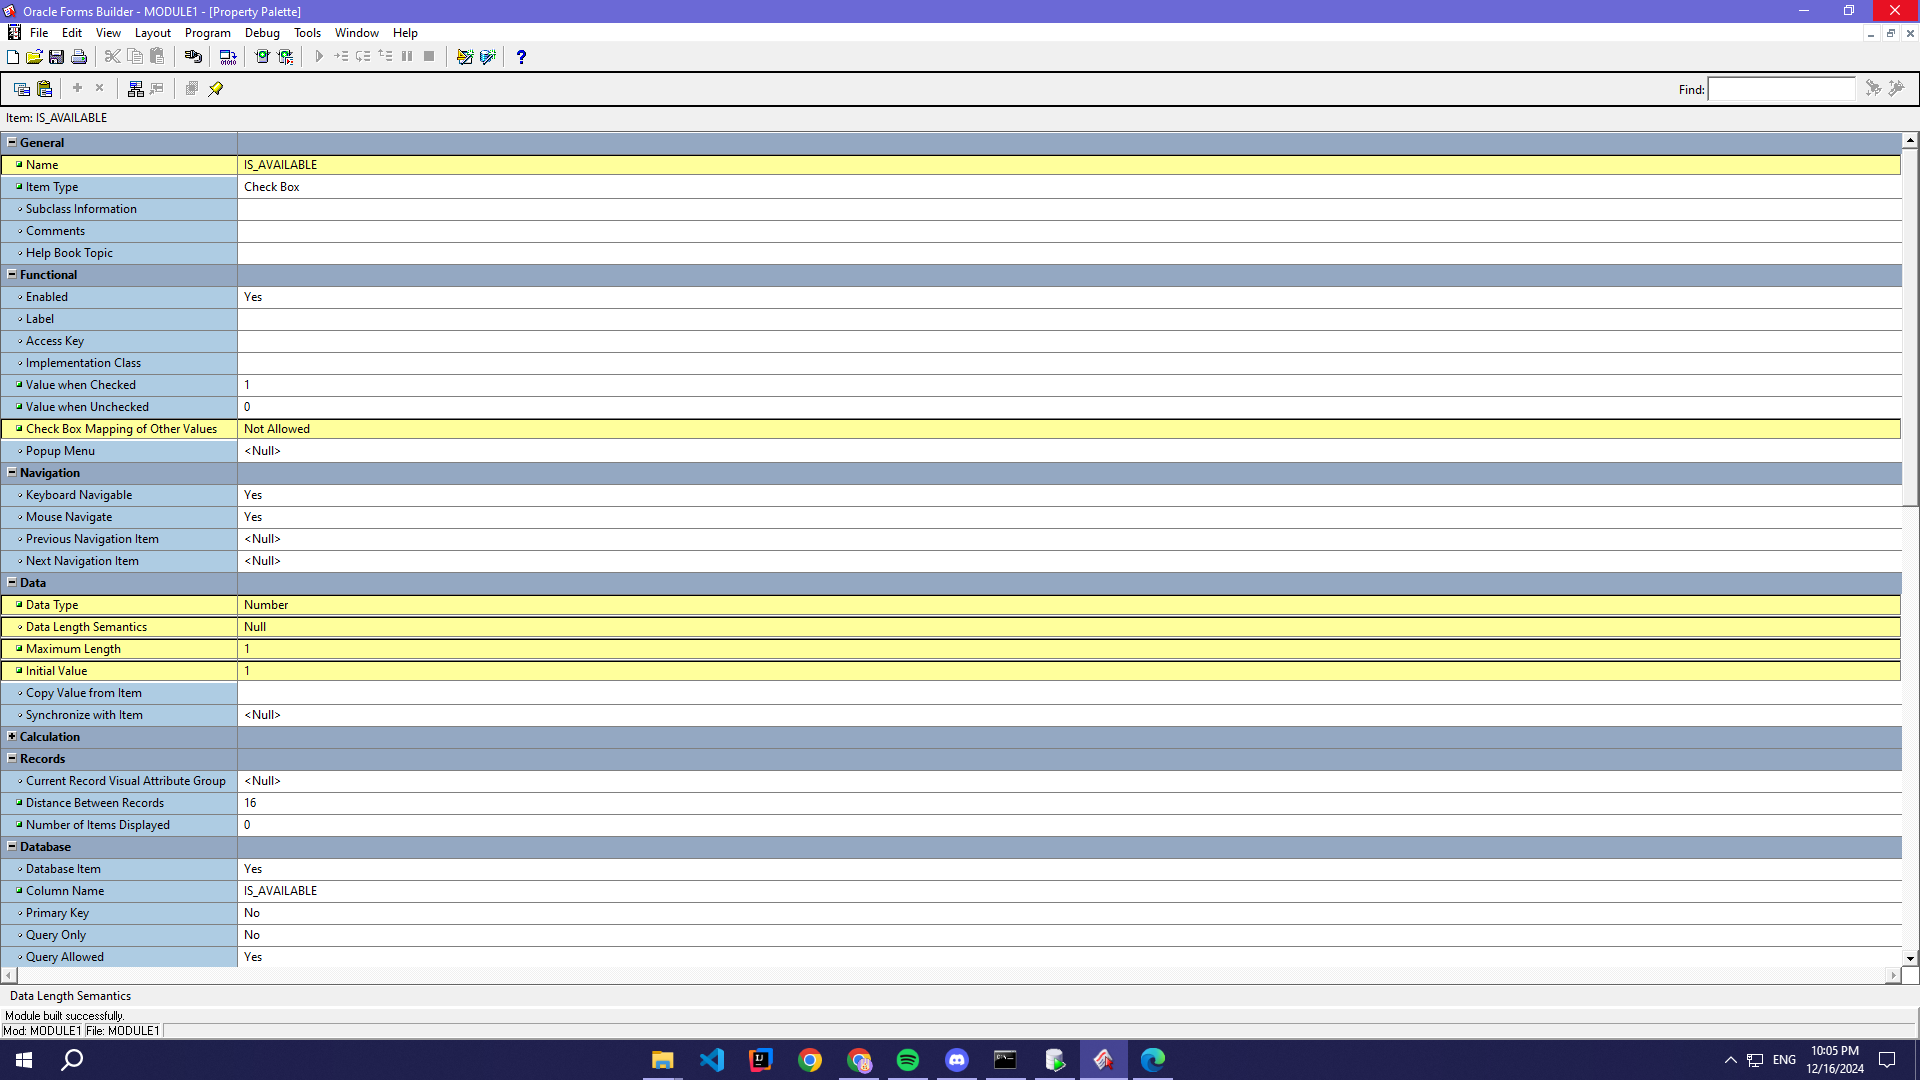 Oracle Forms Builder - MODULE1 - [Property Palette]
File Edit View Layout Program Debug Tools Window Help
Find:
Item: IS_AVAILABLE
General
Name IS_AVAILABLE
Item Type Check Box
Subclass Information
Comments
Help Book Topic
Functional
Enabled Yes
Label
Access Key
Implementation Class
Value when Checked 1
Value when Unchecked 0
Check Box Mapping of Other Values Not Allowed
Popup Menu <Null>
Navigation
Keyboard Navigable Yes
Mouse Navigate Yes
Previous Navigation Item <Null>
Next Navigation Item <Null>
Data
Data Type Number
Data Length Semantics Null
Maximum Length 1
Initial Value 1
Copy Value from Item
Synchronize with Item <Null>
Calculation
Records
Current Record Visual Attribute Group <Null>
Distance Between Records 16
Number of Items Displayed 0
Database
Database Item Yes
Column Name IS_AVAILABLE
Primary Key No
Query Only No
Query Allowed Yes
Data Length Semantics
Module built successfully.
Mod: MODULE1 File: MODULE1
ENG
10:05 PM
12/16/2024